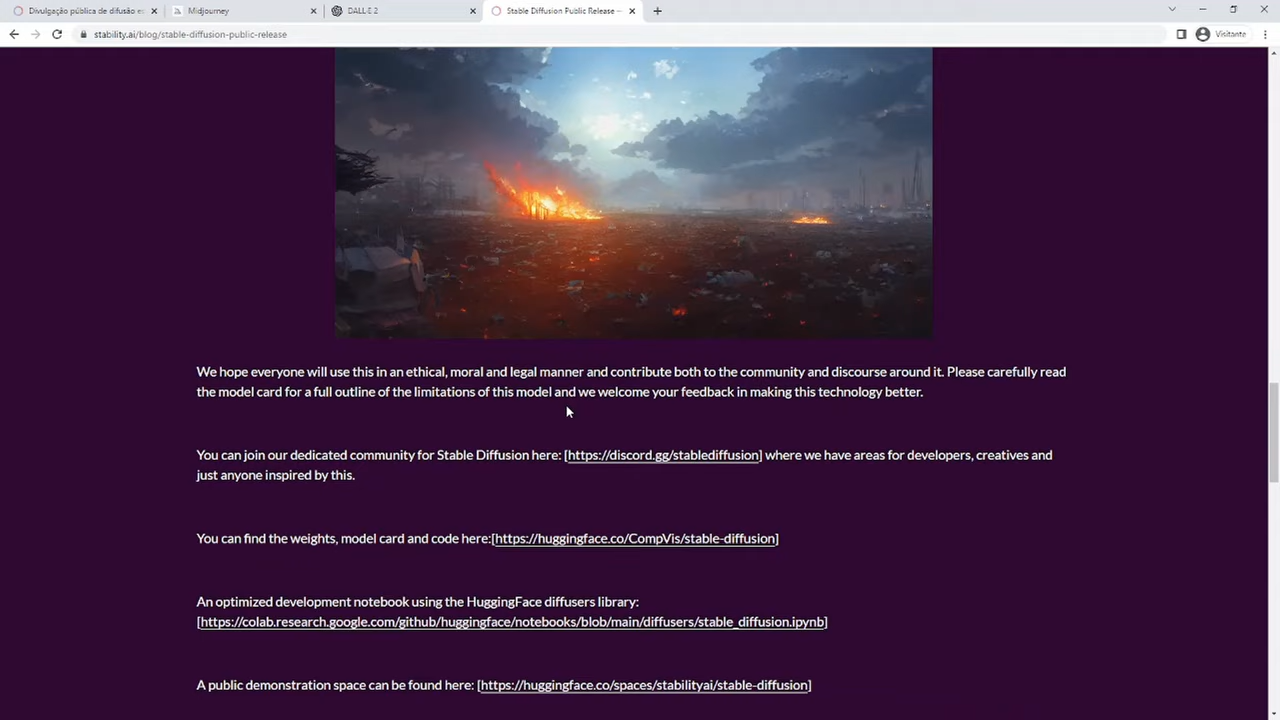 Divulgação pública de difusão es
Midjourney
DALL·E 2
Stable Diffusion Public Release —
stability.ai/blog/stable-diffusion-public-release
Visitante
We hope everyone will use this in an ethical, moral and legal manner and contribute both to the community and discourse around it. Please carefully read
the model card for a full outline of the limitations of this model and we welcome your feedback in making this technology better.
You can join our dedicated community for Stable Diffusion here: [https://discord.gg/stablediffusion] where we have areas for developers, creatives and
just anyone inspired by this.
You can find the weights, model card and code here:[https://huggingface.co/CompVis/stable-diffusion]
An optimized development notebook using the HuggingFace diffusers library:
[https://colab.research.google.com/github/huggingface/notebooks/blob/main/diffusers/stable_diffusion.ipynb]
A public demonstration space can be found here: [https://huggingface.co/spaces/stabilityai/stable-diffusion]